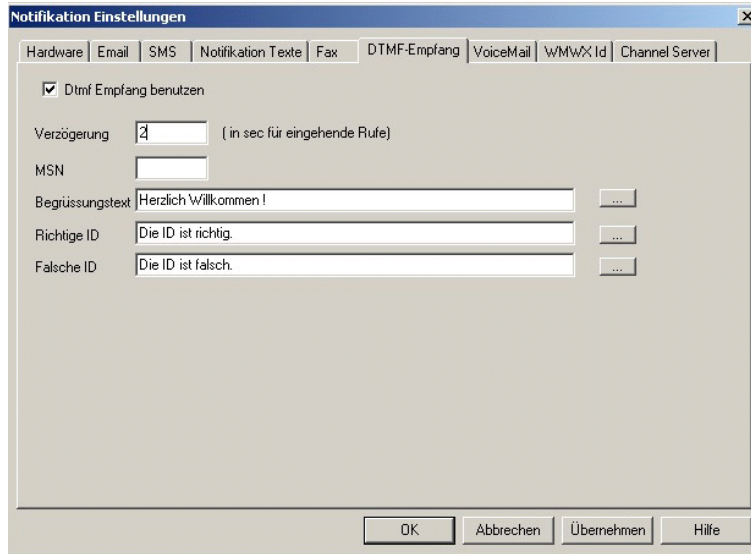 Notifikation Einstellungen
Hardware Email SMS Notifikation Texte Fax DTMF-Empfang VoiceMail WMWX Id Channel Server
Dtmf Empfang benutzen
Verzögerung 2 ( in sec für eingehende Rufe)
MSN
Begrüssungstext Herzlich Willkommen ! ...
Richtige ID Die ID ist richtig. ...
Falsche ID Die ID ist falsch. ...
OK Abbrechen Übernehmen Hilfe